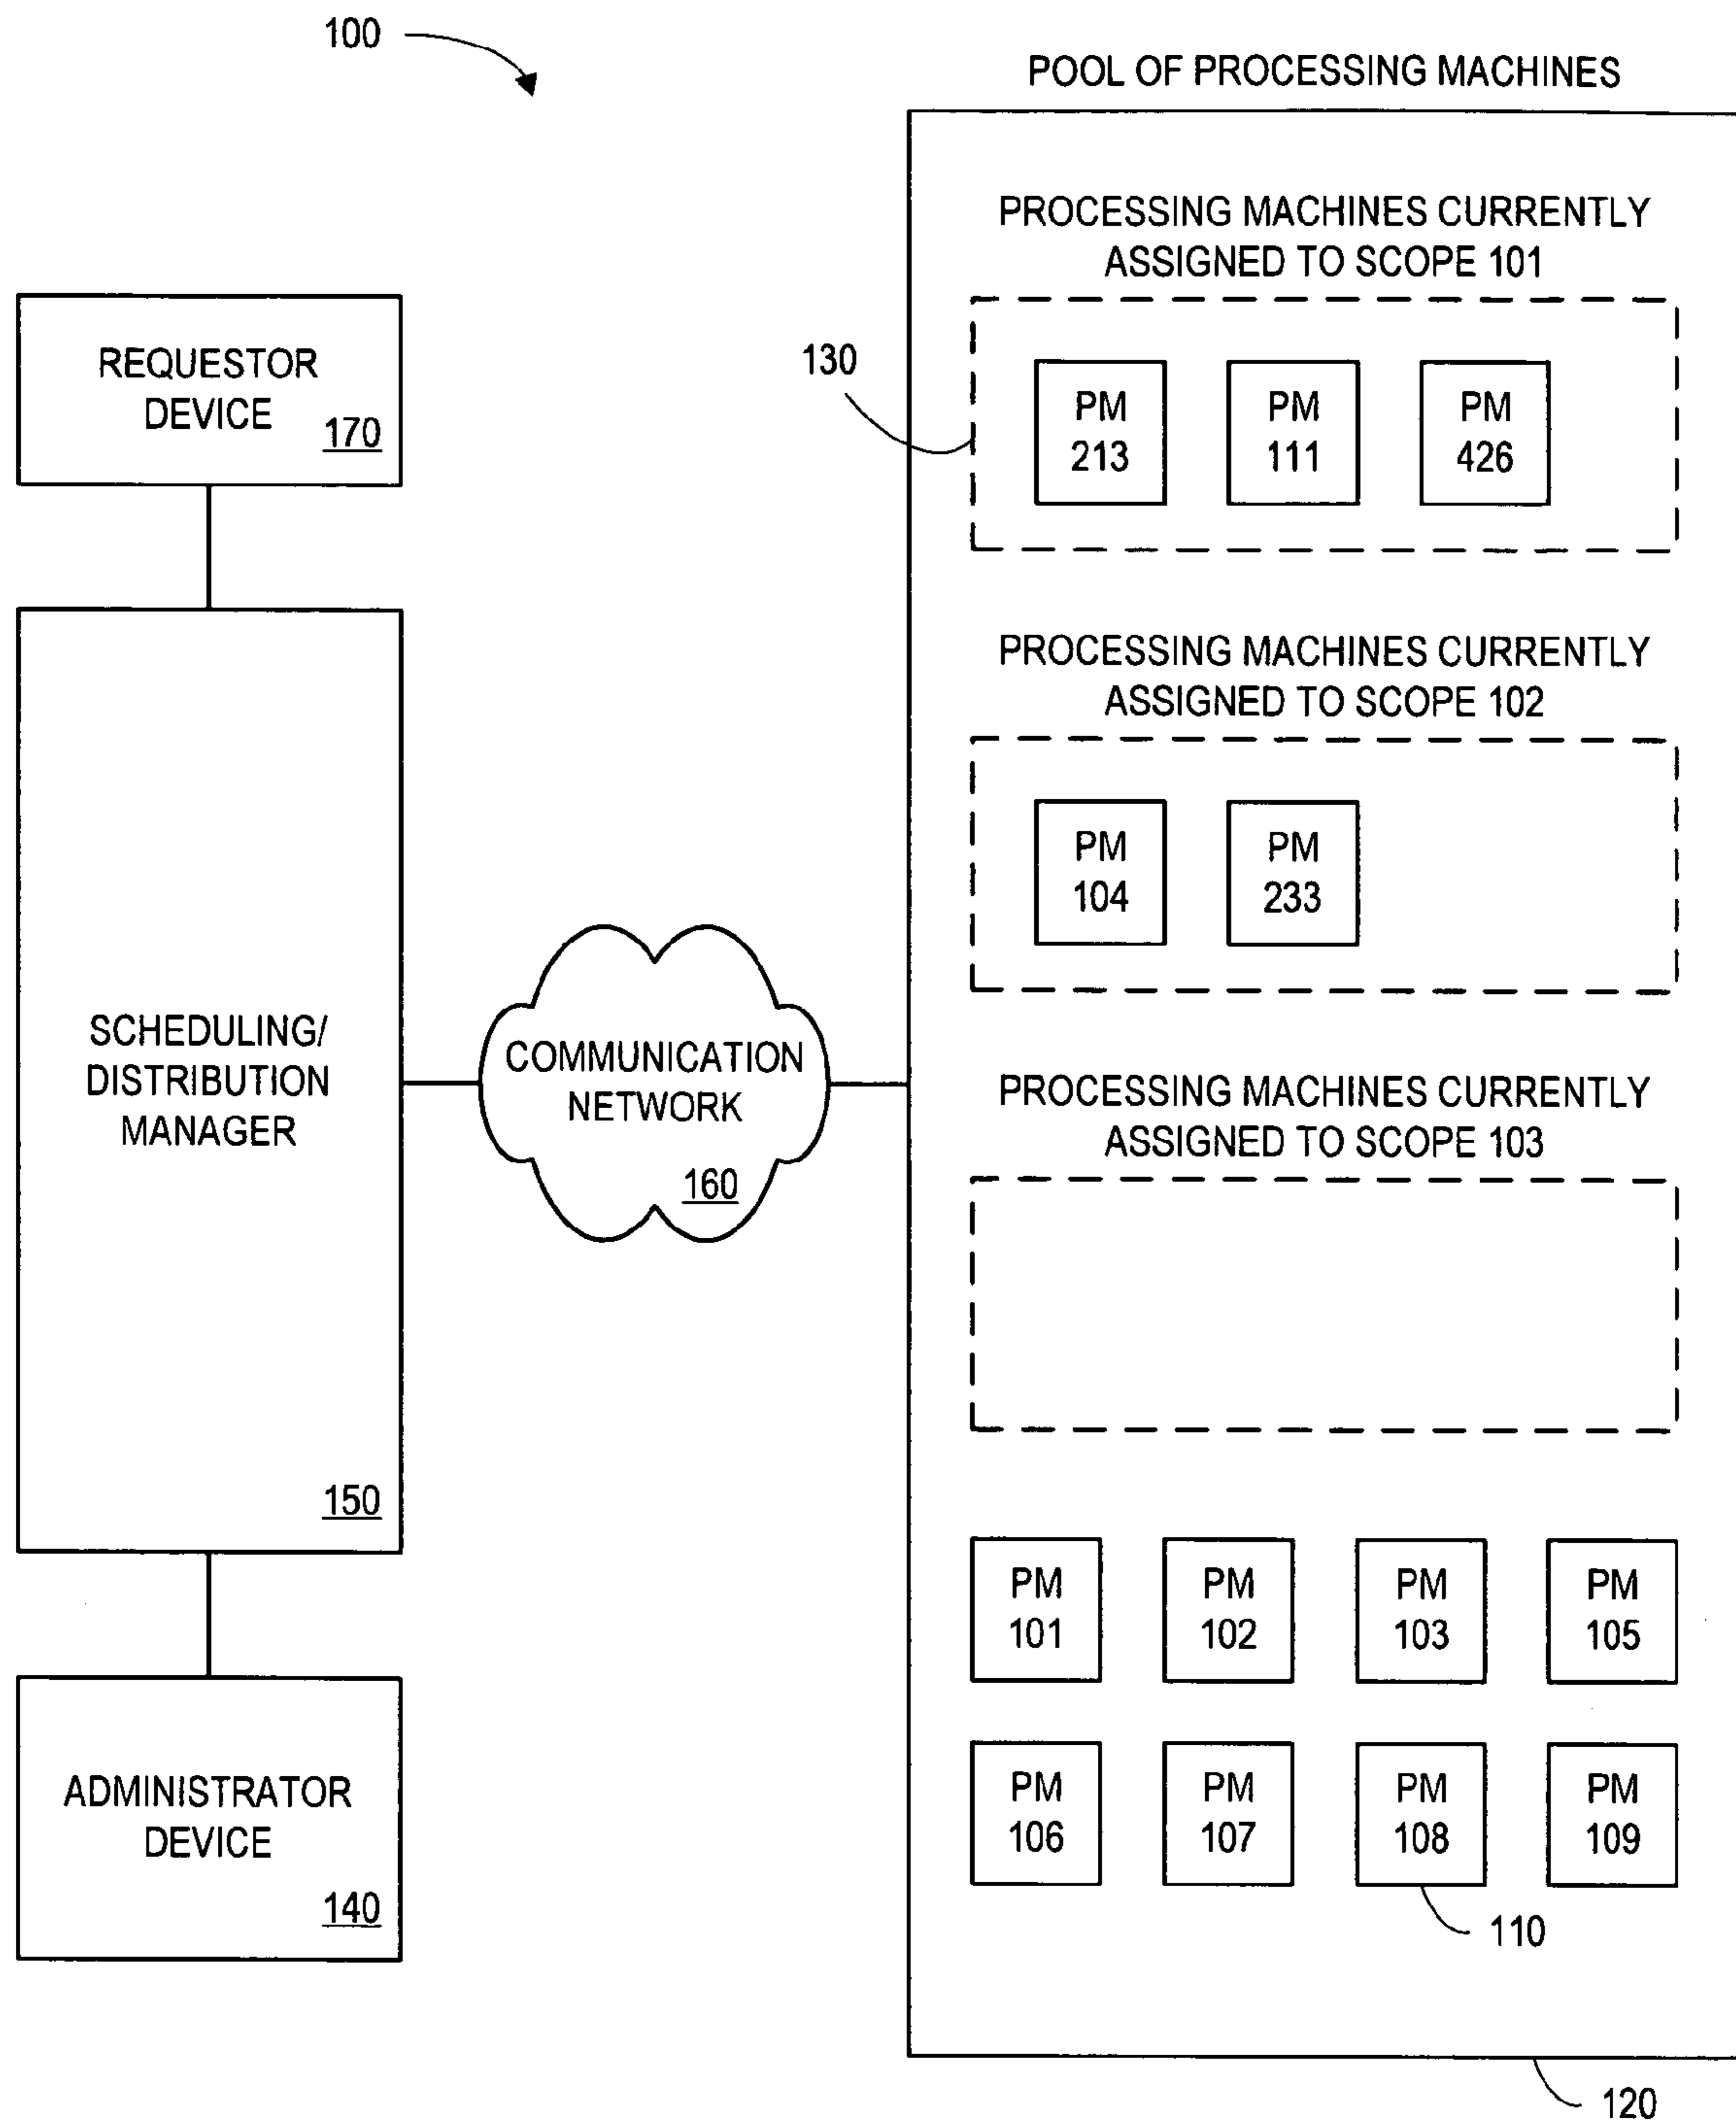 100
POOL OF PROCESSING MACHINES
PROCESSING MACHINES CURRENTLY
ASSIGNED TO SCOPE 101
130
PM
213
PM
111
PM
426
REQUESTOR
DEVICE
170
PROCESSING MACHINES CURRENTLY
ASSIGNED TO SCOPE 102
PM
104
PM
233
SCHEDULING/
DISTRIBUTION
MANAGER
150
COMMUNICATION
NETWORK
160
PROCESSING MACHINES CURRENTLY
ASSIGNED TO SCOPE 103
PM
101
PM
102
PM
103
PM
105
PM
106
PM
107
PM
108
PM
109
110
ADMINISTRATOR
DEVICE
140
120